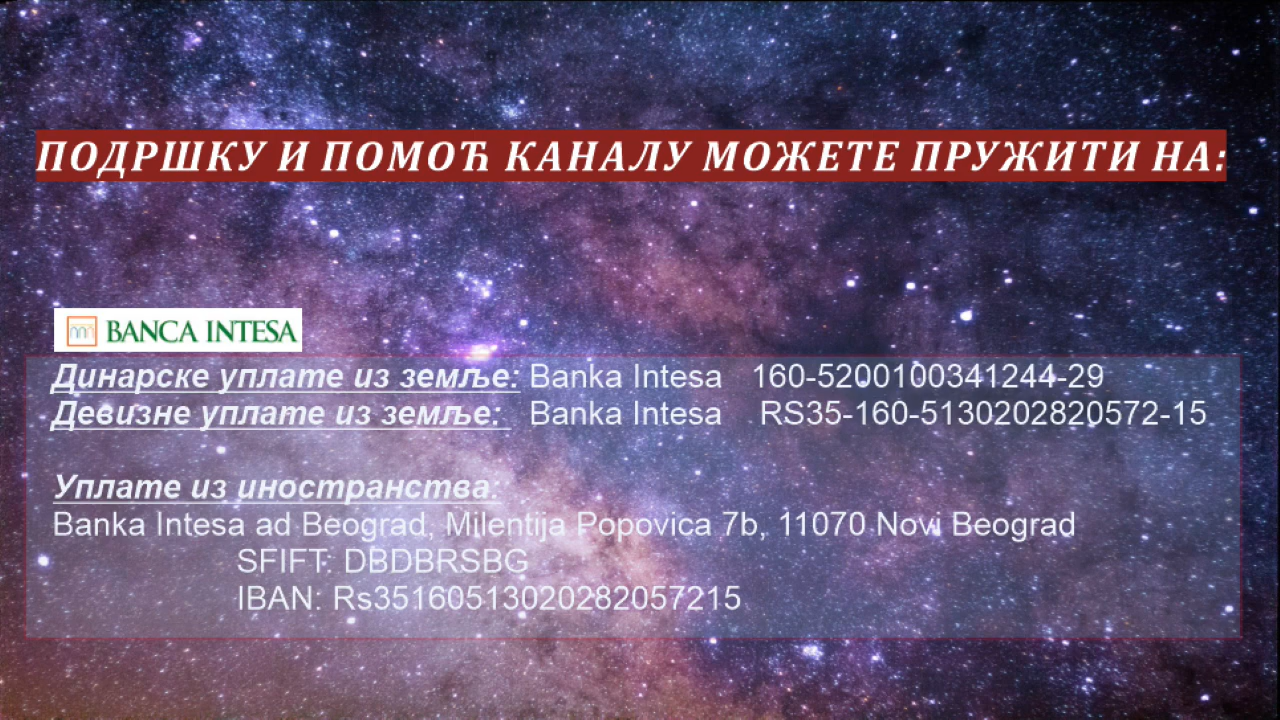 ПОДРШКУ И ПОМОЋ КАНАЛУ МОЖЕТЕ ПРУЖИТИ НА:
BANCA INTESA
Динарске уплате из земље: Banka Intesa 160-5200100341244-29
Девизне уплате из земље: Banka Intesa RS35-160-5130202820572-15
Уплате из иностранства:
Banka Intesa ad Beograd, Milentija Popovica 7b, 11070 Novi Beograd
SFIFT: DBDBRSBG
IBAN: Rs35160513020282057215